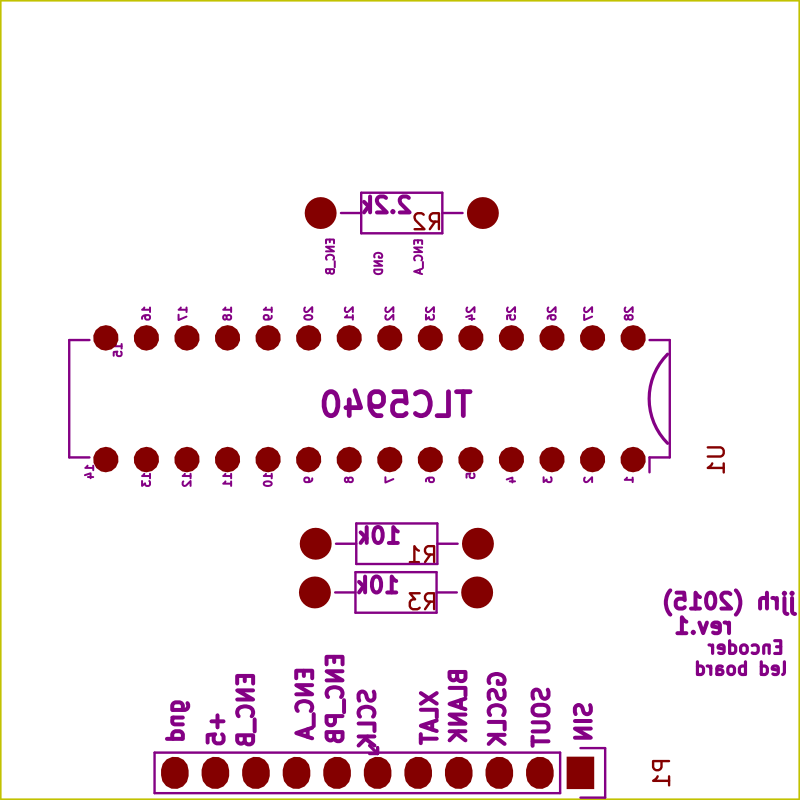 2.2k
R2
ENC_B
GND
ENC_A
16 17 18 19 20 21 22 23 24 25 26 27 28
15
TLC5940
U1
14 13 12 11 10 9 8 7 6 5 4 3 2 1
10k
R1
10k
R3
jjrh (2015)
rev.1
Encoder
led board
gnd
+5
ENC_B
ENC_A
ENC_PB
SCLK
XLAT
BLANK
GSCLK
SOUT
SIN
P1